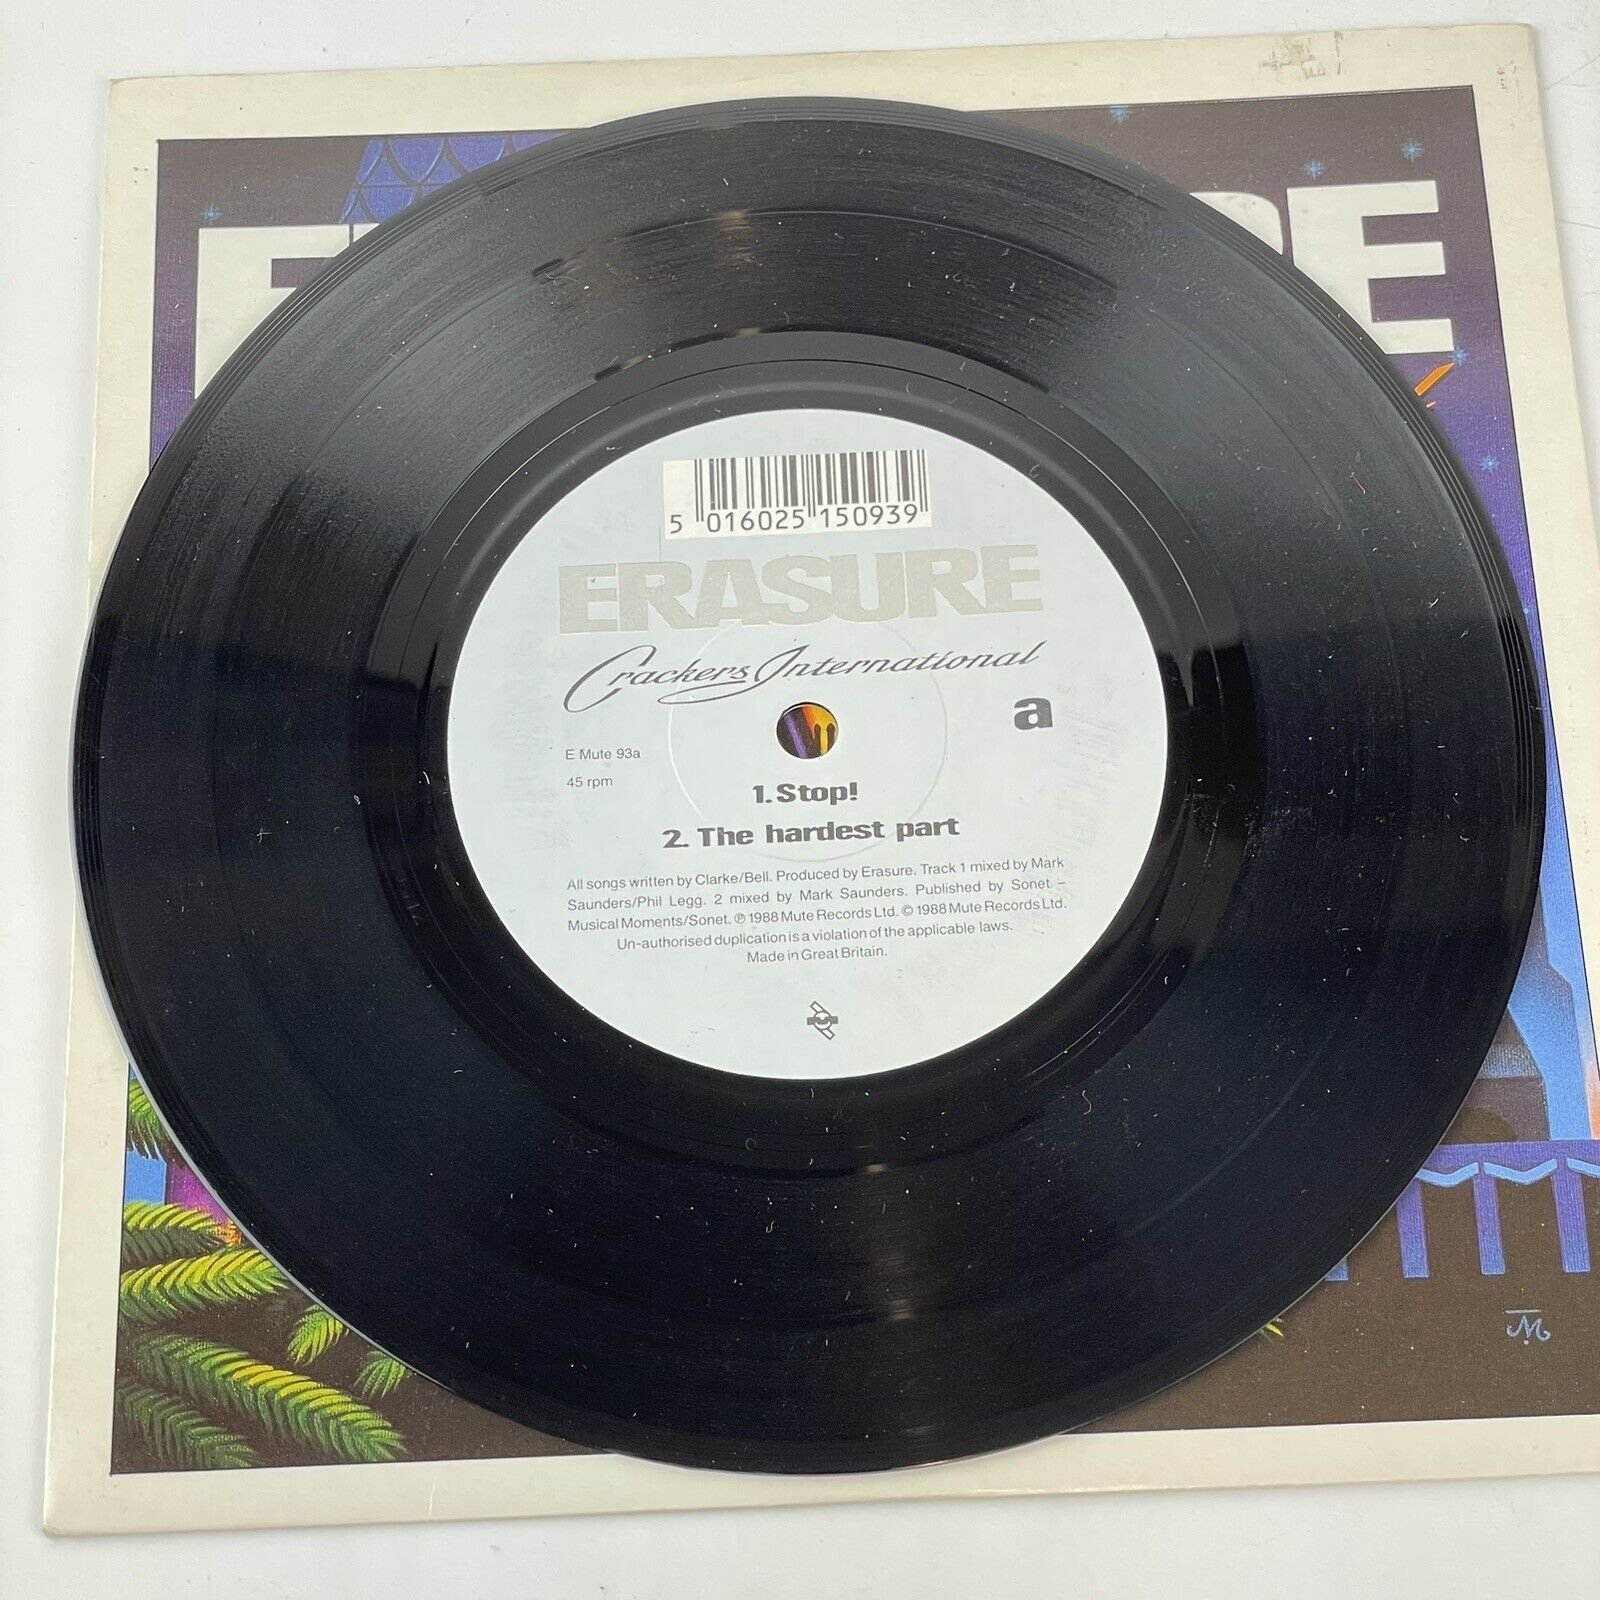 5 016025 150939
ERASURE
Crackers International
a
E Mute 93a
45 rpm
1. Stop!
2. The hardest part
All songs written by Clarke/Bell. Produced by Erasure. Track 1 mixed by Mark
Saunders/Phil Legg. 2 mixed by Mark Saunders. Published by Sonet –
Musical Moments/Sonet. ℗ 1988 Mute Records Ltd. © 1988 Mute Records Ltd.
Un-authorised duplication is a violation of the applicable laws.
Made in Great Britain.